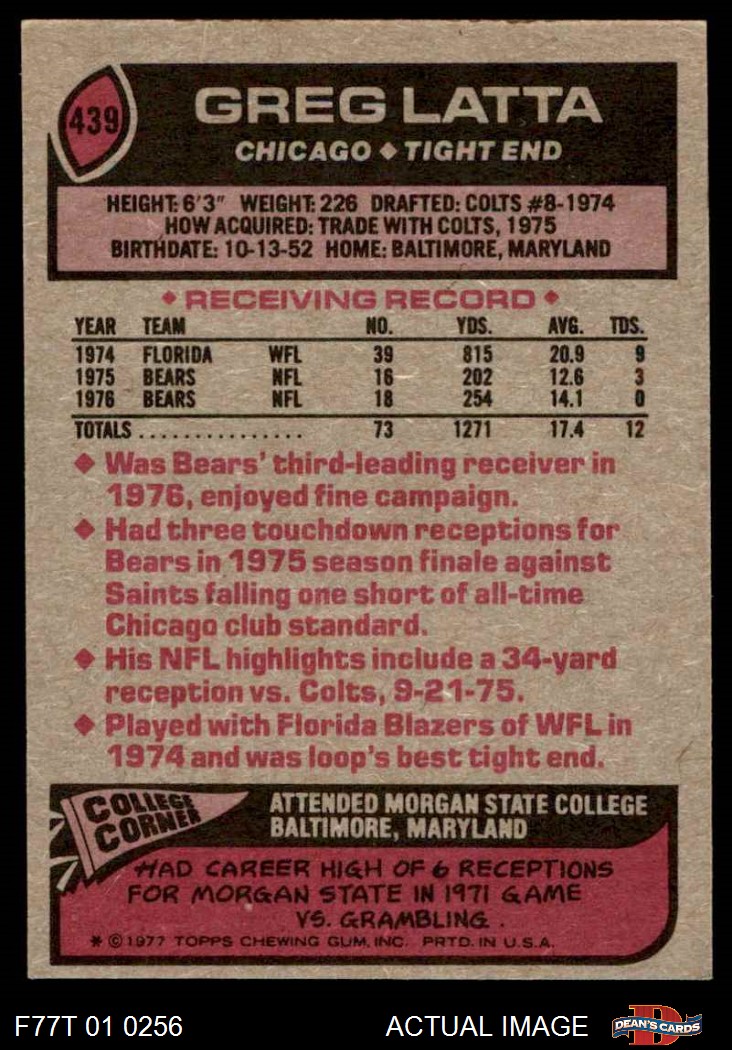 439
GREG LATTA
CHICAGO ◆ TIGHT END
HEIGHT: 6'3" WEIGHT: 226 DRAFTED: COLTS #8-1974
HOW ACQUIRED: TRADE WITH COLTS, 1975
BIRTHDATE: 10-13-52 HOME: BALTIMORE, MARYLAND
◆ RECEIVING RECORD ◆
YEAR TEAM NO. YDS. AVG. TDS.
1974 FLORIDA WFL 39 815 20.9 9
1975 BEARS NFL 16 202 12.6 3
1976 BEARS NFL 18 254 14.1 0
TOTALS ................ 73 1271 17.4 12
◆ Was Bears' third-leading receiver in
1976, enjoyed fine campaign.
◆ Had three touchdown receptions for
Bears in 1975 season finale against
Saints falling one short of all-time
Chicago club standard.
◆ His NFL highlights include a 34-yard
reception vs. Colts, 9-21-75.
◆ Played with Florida Blazers of WFL in
1974 and was loop's best tight end.
COLLEGE
CORNER
ATTENDED MORGAN STATE COLLEGE
BALTIMORE, MARYLAND
HAD CAREER HIGH OF 6 RECEPTIONS
FOR MORGAN STATE IN 1971 GAME
VS. GRAMBLING.
* © 1977 TOPPS CHEWING GUM, INC. PRTD. IN U.S.A.
F77T 01 0256 ACTUAL IMAGE D DEAN'S CARDS